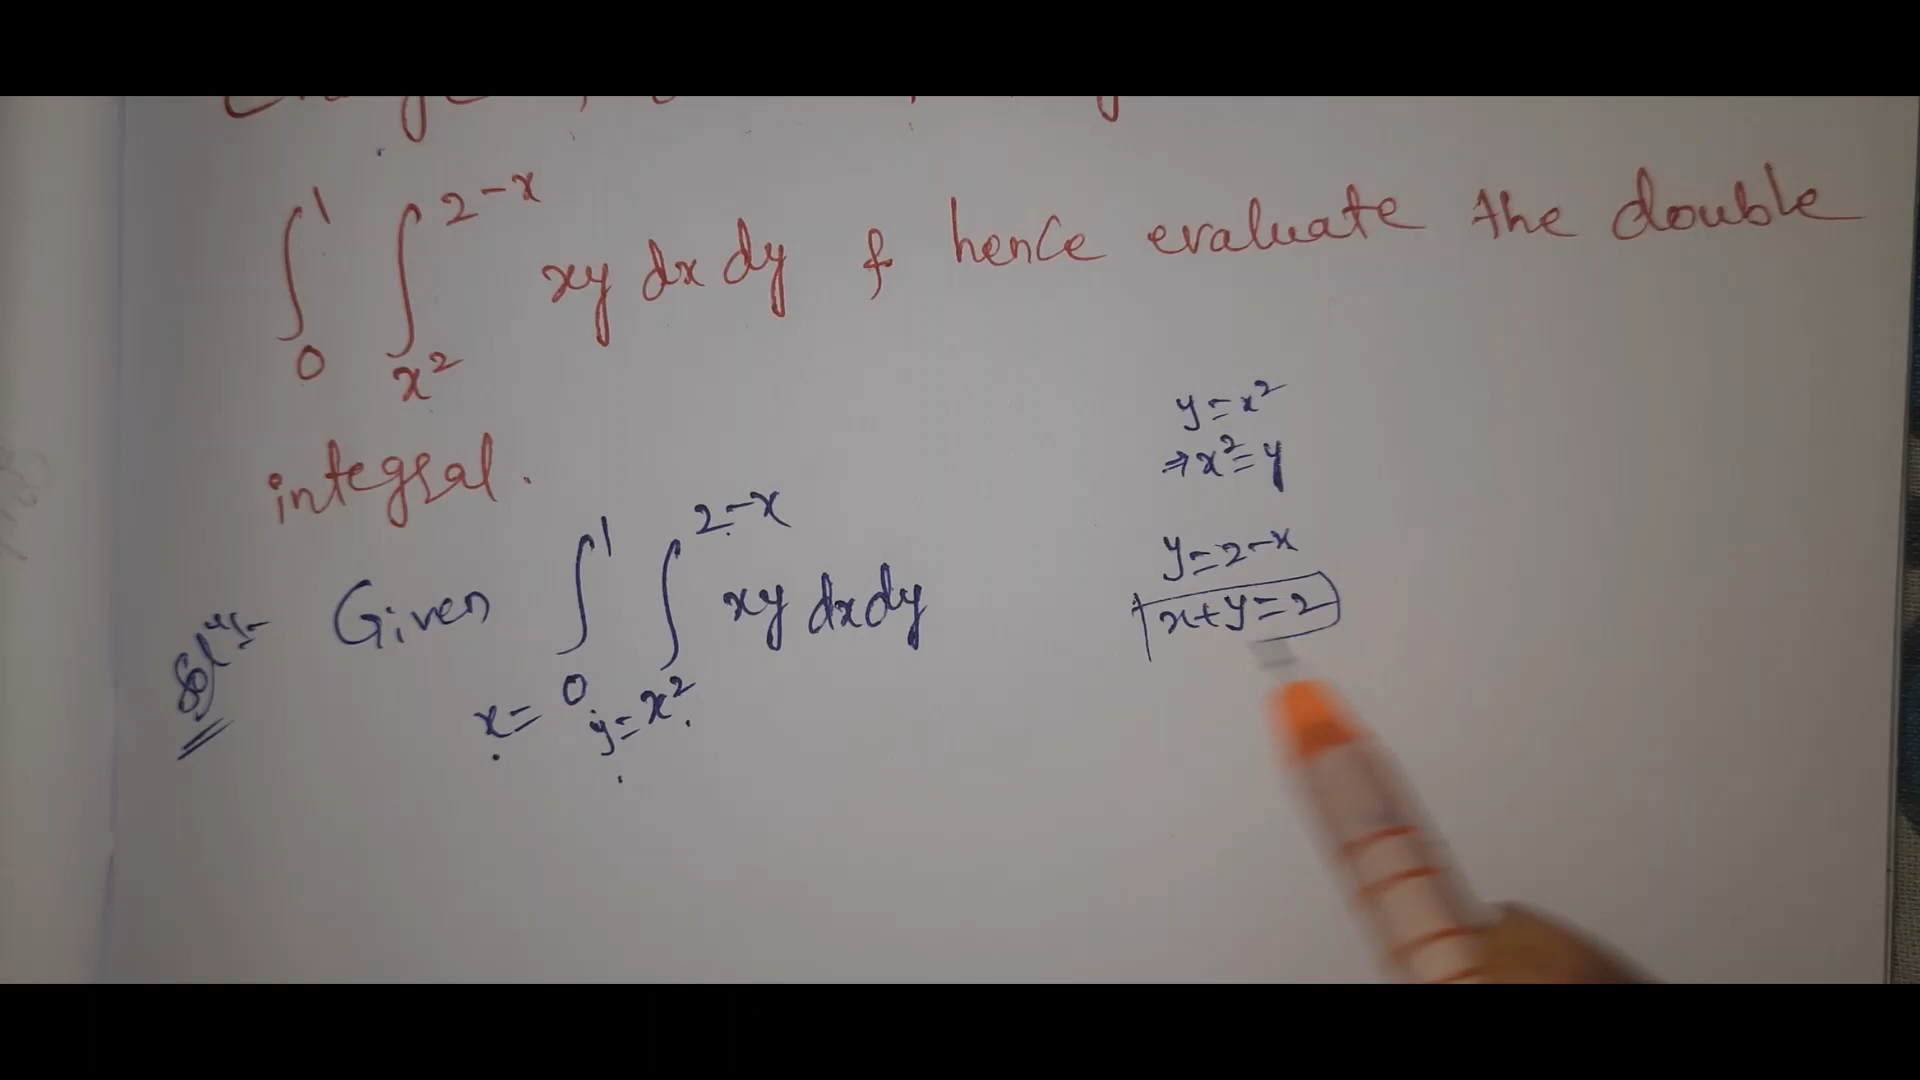 ∫₀¹ ∫_{x²}^{2-x} xy dx dy & hence evaluate the double
integral.
Solⁿ:- Given ∫_{x=0}^{1} ∫_{y=x²}^{2-x} xy dx dy
y = x²
⇒ x² = y
y = 2-x
x+y = 2